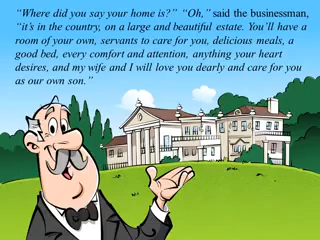 “Where did you say your home is?” “Oh,” said the businessman,
“it’s in the country, on a large and beautiful estate. You’ll have a
room of your own, servants to care for you, delicious meals, a
good bed, every comfort and attention, anything your heart
desires, and my wife and I will love you dearly and care for you
as our own son.”